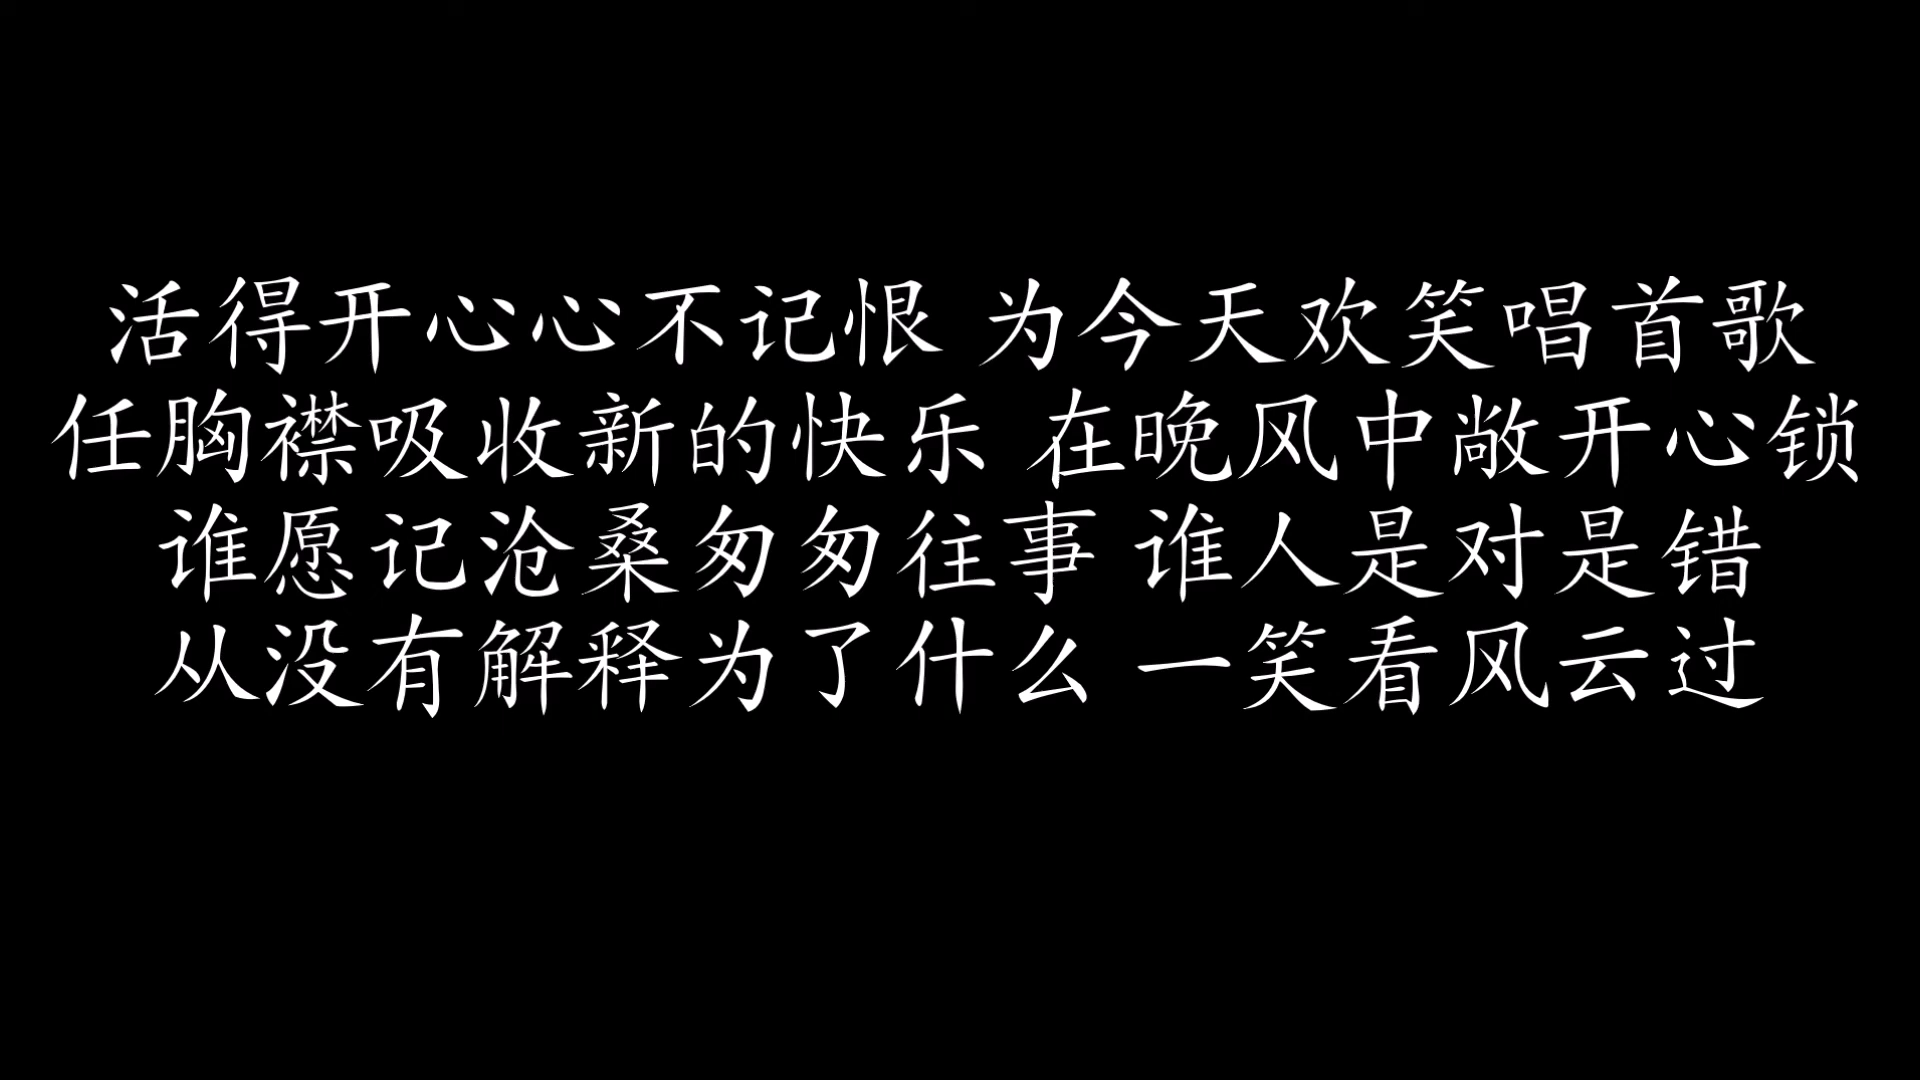 活得开心心不记恨 为今天欢笑唱首歌
任胸襟吸收新的快乐 在晚风中敞开心锁
谁愿记沧桑匆匆往事 谁人是对是错
从没有解释为了什么 一笑看风云过